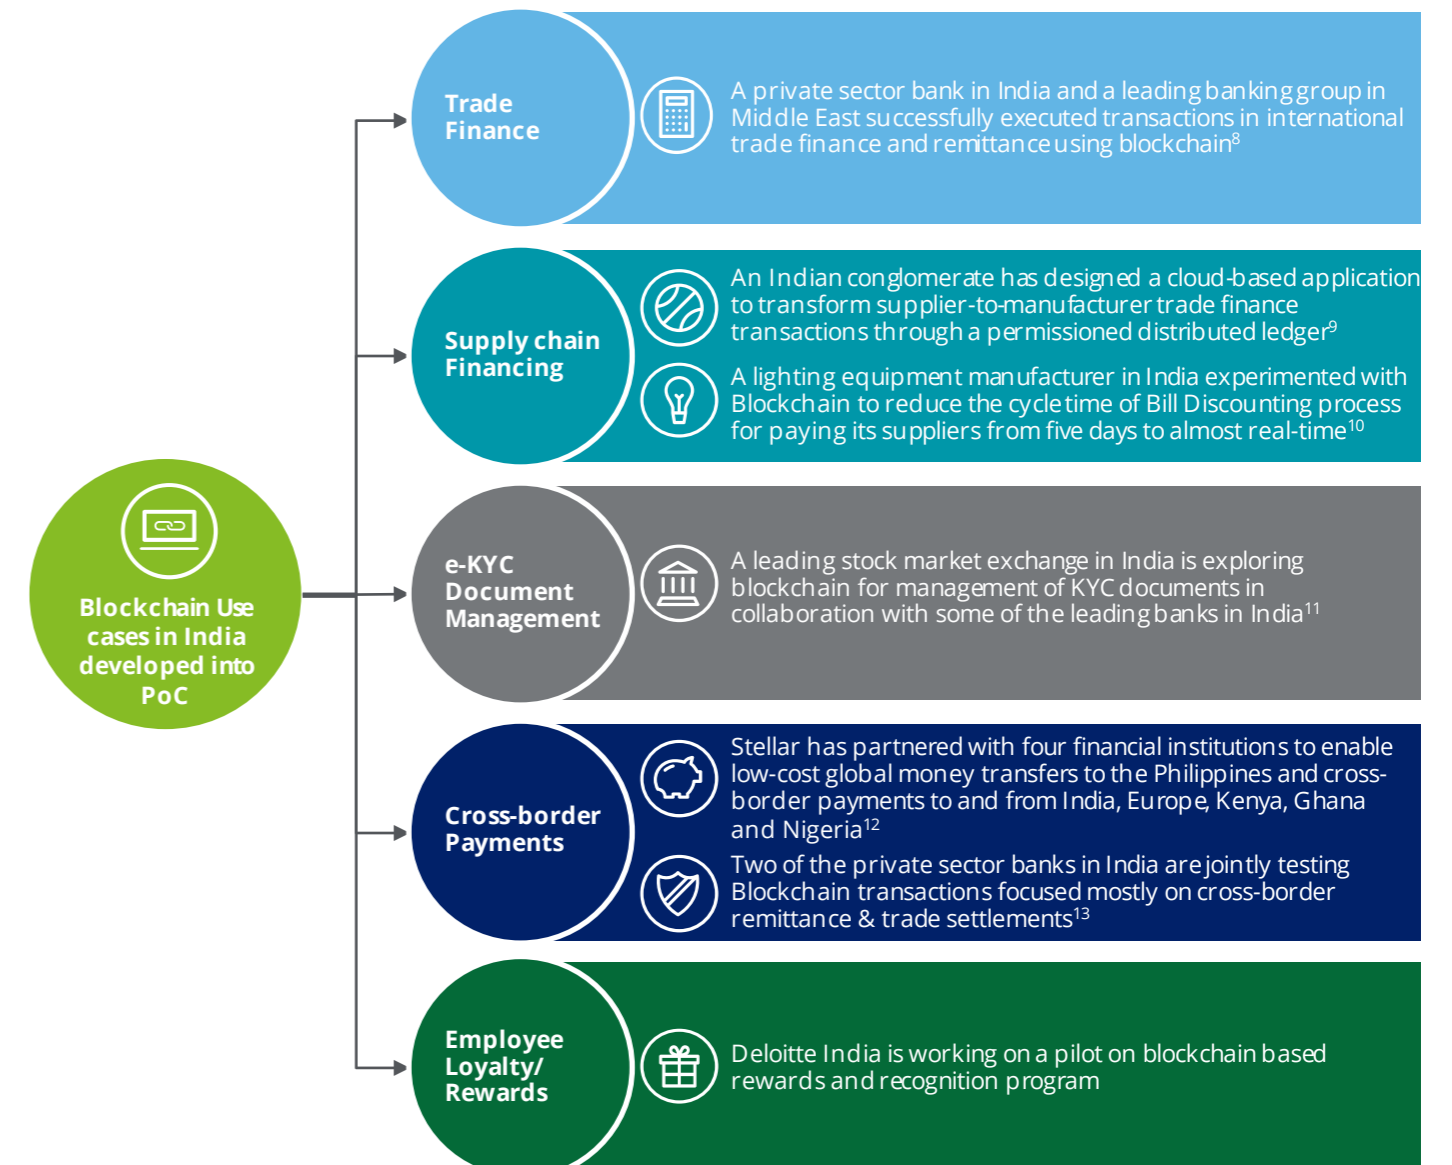 Trade
Finance
A private sector bank in India and a leading banking group in
Middle East successfully executed transactions in international
trade finance and remittance using blockchain⁸
Supply chain
Financing
An Indian conglomerate has designed a cloud-based application
to transform supplier-to-manufacturer trade finance
transactions through a permissioned distributed ledger⁹
A lighting equipment manufacturer in India experimented with
Blockchain to reduce the cycle time of Bill Discounting process
for paying its suppliers from five days to almost real-time¹⁰
Blockchain Use
cases in India
developed into
PoC
e-KYC
Document
Management
A leading stock market exchange in India is exploring
blockchain for management of KYC documents in
collaboration with some of the leading banks in India¹¹
Cross-border
Payments
Stellar has partnered with four financial institutions to enable
low-cost global money transfers to the Philippines and cross-
border payments to and from India, Europe, Kenya, Ghana
and Nigeria¹²
Two of the private sector banks in India are jointly testing
Blockchain transactions focused mostly on cross-border
remittance & trade settlements¹³
Employee
Loyalty/
Rewards
Deloitte India is working on a pilot on blockchain based
rewards and recognition program